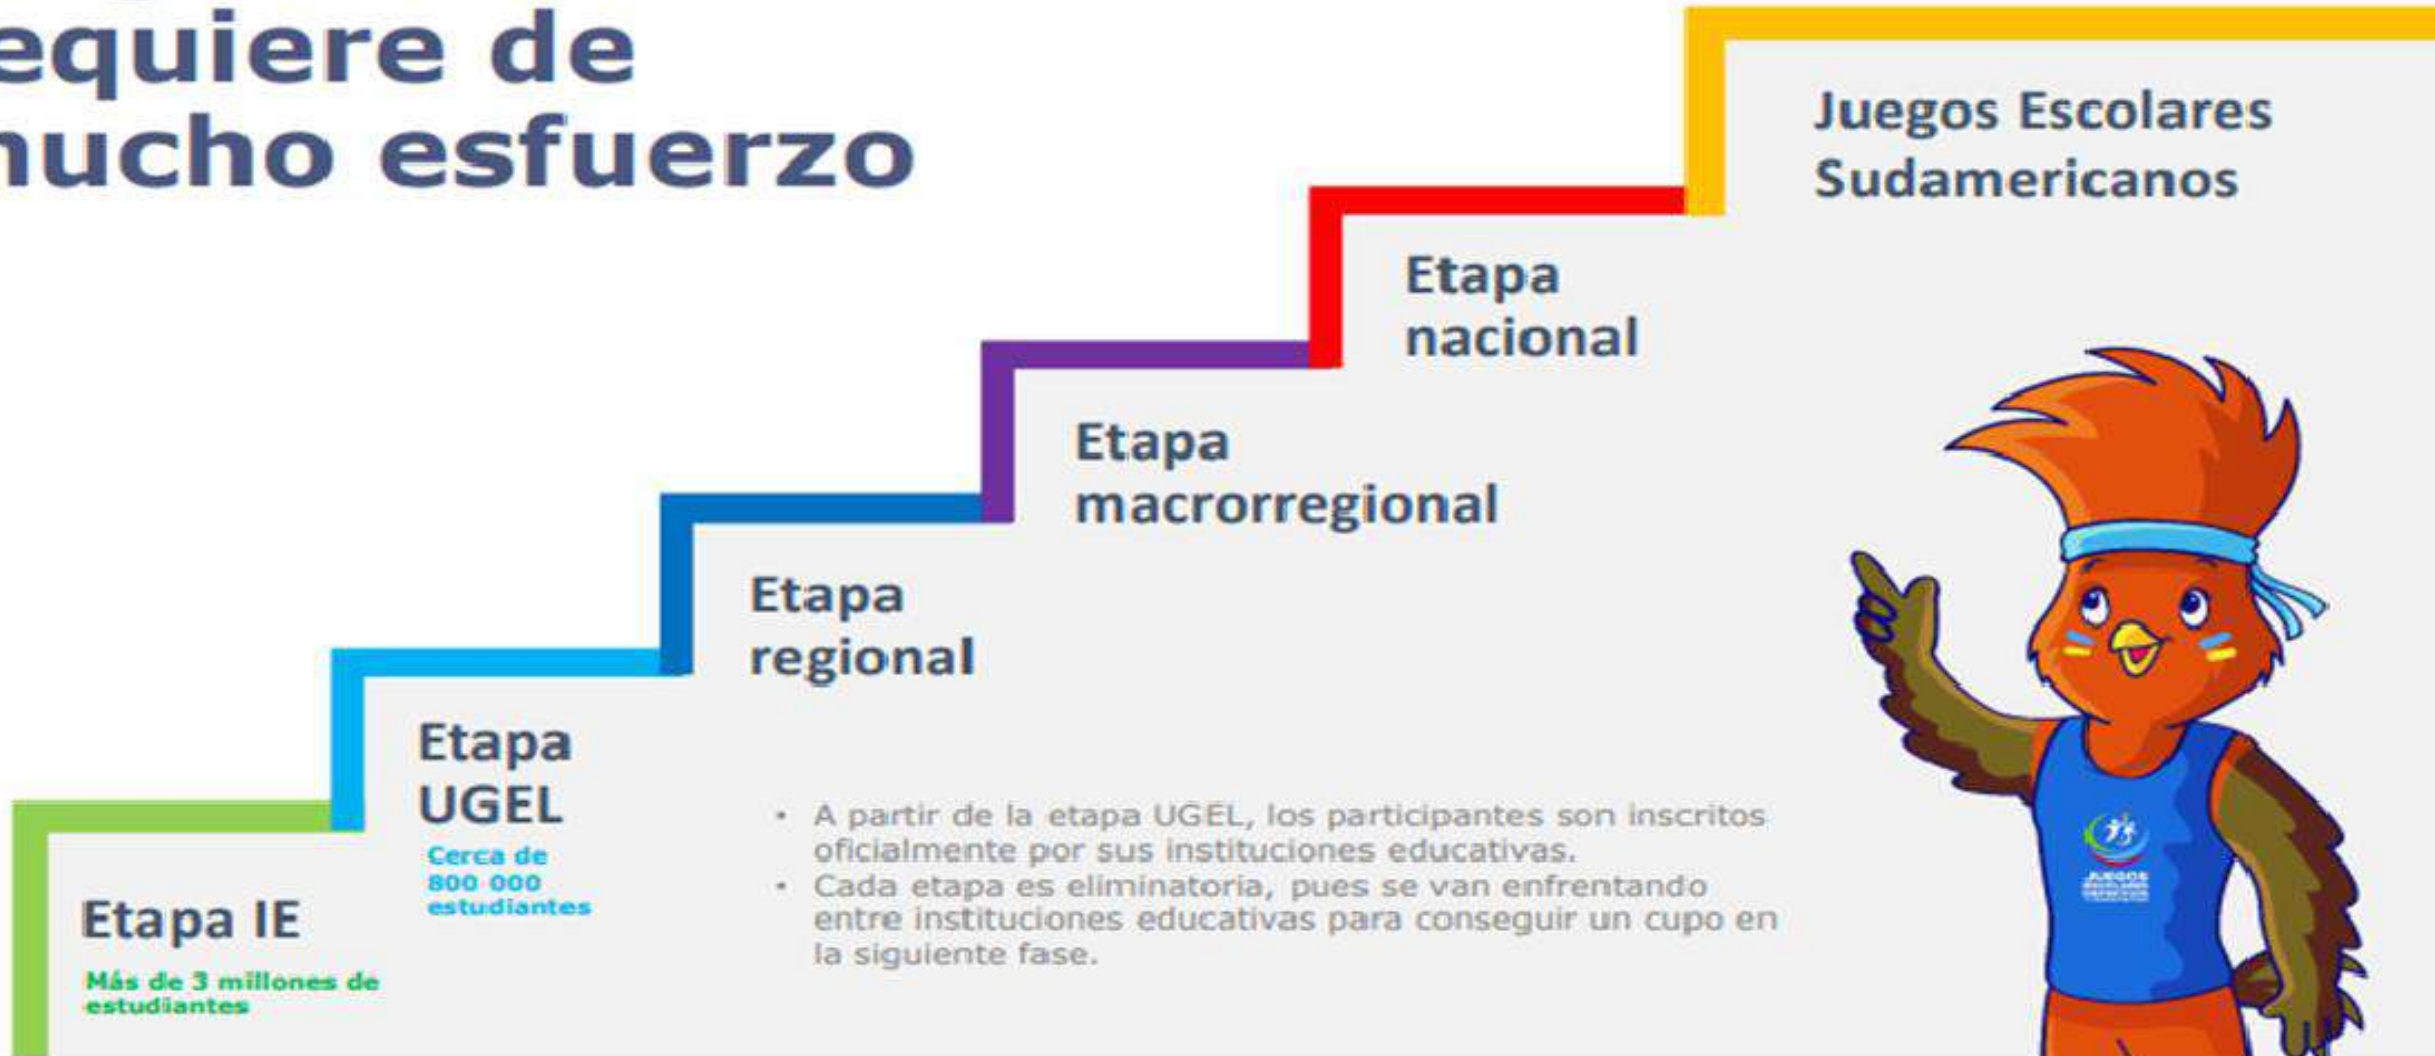 equiere de
nucho esfuerzo
Juegos Escolares
Sudamericanos
Etapa
nacional
Etapa
macrorregional
Etapa
regional
Etapa
UGEL
Cerca de
800 000
estudiantes
Etapa IE
Más de 3 millones de
estudiantes
• A partir de la etapa UGEL, los participantes son inscritos
oficialmente por sus instituciones educativas.
• Cada etapa es eliminatoria, pues se van enfrentando
entre instituciones educativas para conseguir un cupo en
la siguiente fase.
JUEGOS
ESCOLARES